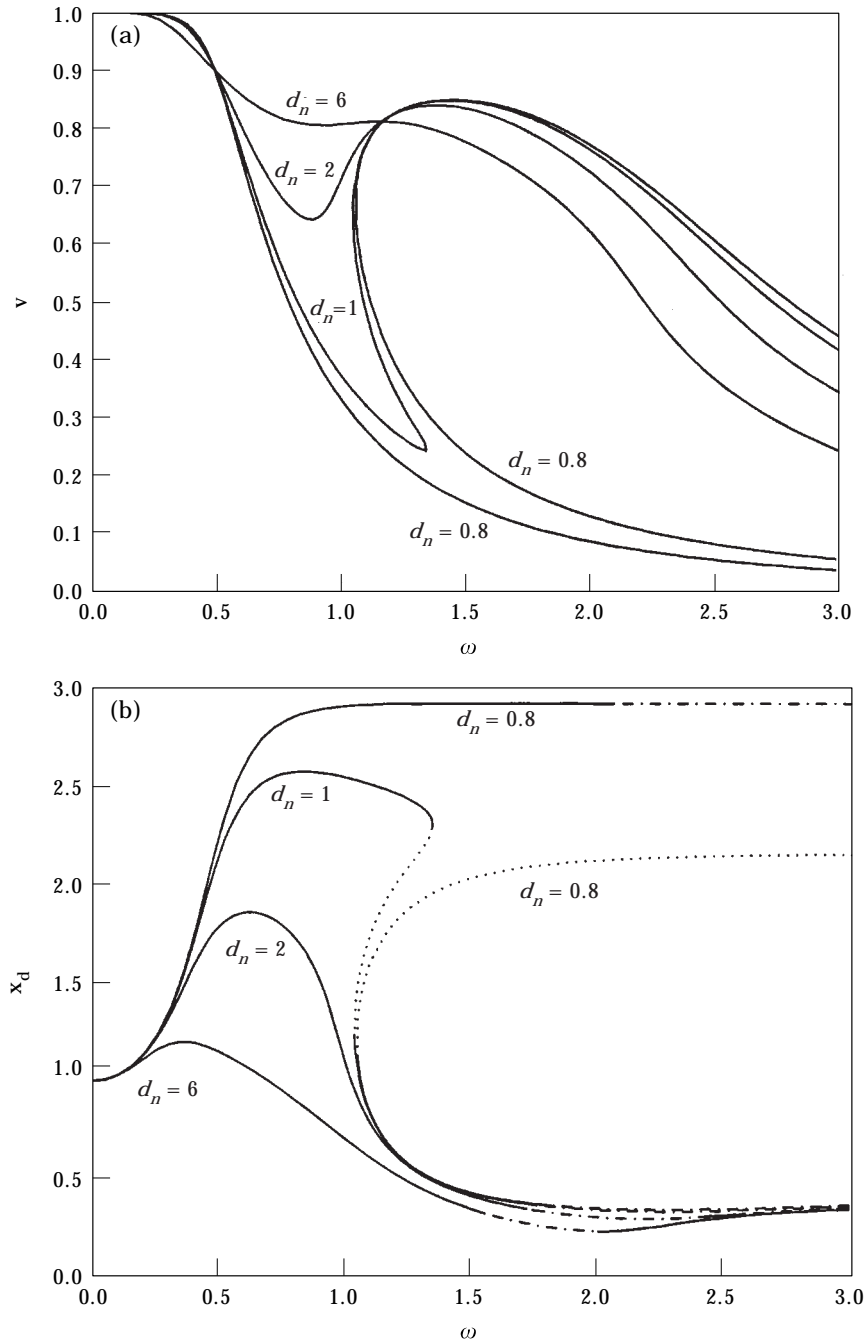 1.0
(a)
0.9
0.8
0.7
0.6
0.5
0.4
0.3
0.2
0.1
0.0
v
d_n = 6
d_n = 2
d_n = 1
d_n = 0.8
d_n = 0.8
0.0 0.5 1.0 1.5 2.0 2.5 3.0
ω
3.0
(b)
2.5
2.0
1.5
1.0
0.5
0.0
x_d
d_n = 0.8
d_n = 1
d_n = 0.8
d_n = 2
d_n = 6
0.0 0.5 1.0 1.5 2.0 2.5 3.0
ω